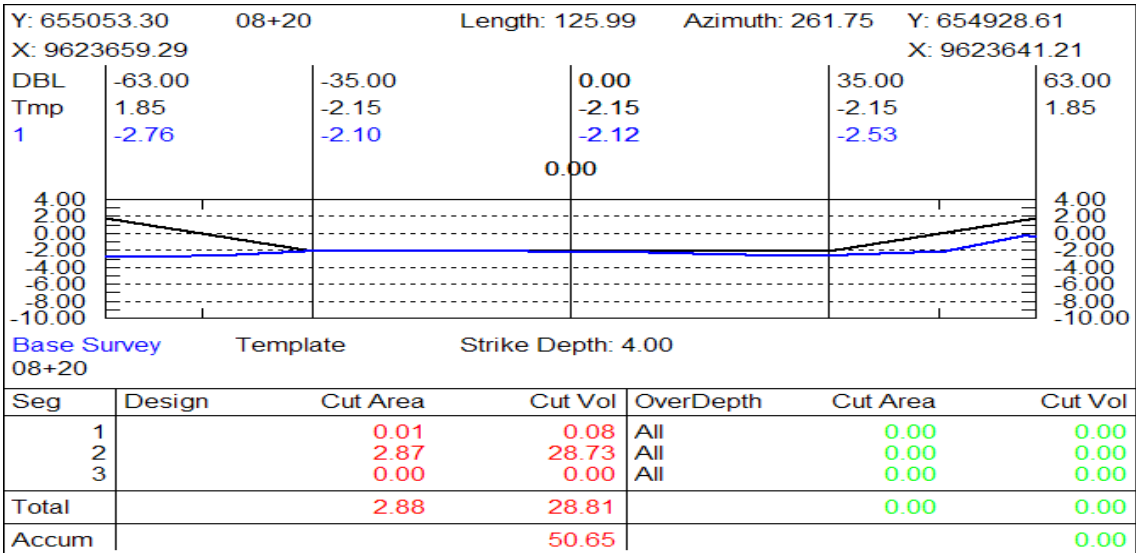 Y: 655053.30 08+20 Length: 125.99 Azimuth: 261.75 Y: 654928.61
X: 9623659.29 X: 9623641.21
DBL -63.00 -35.00 0.00 35.00 63.00
Tmp 1.85 -2.15 -2.15 -2.15 1.85
1 -2.76 -2.10 -2.12 -2.53
0.00
4.00 4.00
2.00 2.00
0.00 0.00
-2.00 -2.00
-4.00 -4.00
-6.00 -6.00
-8.00 -8.00
-10.00 -10.00
Base Survey Template Strike Depth: 4.00
08+20
Seg Design Cut Area Cut Vol OverDepth Cut Area Cut Vol
1 0.01 0.08 All 0.00 0.00
2 2.87 28.73 All 0.00 0.00
3 0.00 0.00 All 0.00 0.00
Total 2.88 28.81 0.00 0.00
Accum 50.65 0.00